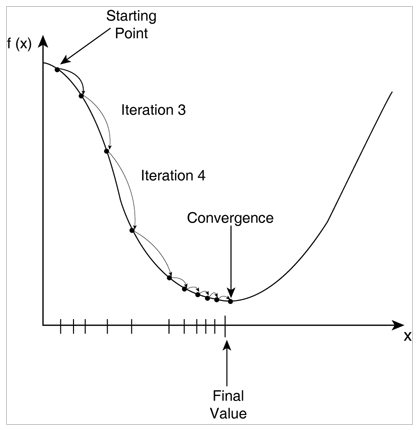 Starting
Point
f (x)
Iteration 3
Iteration 4
Convergence
x
Final
Value